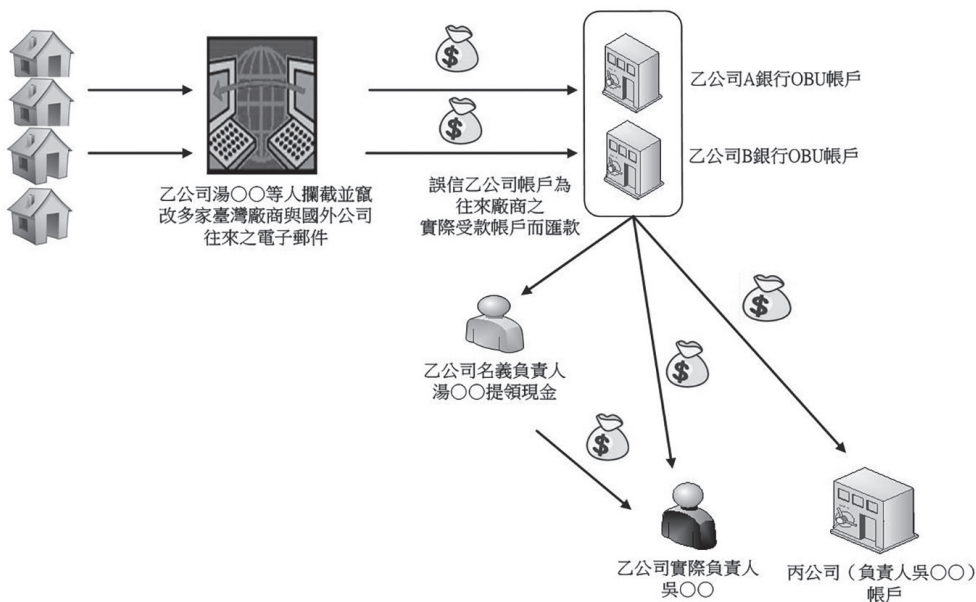 乙公司A銀行OBU帳戶
乙公司B銀行OBU帳戶
乙公司湯○○等人攔截並竄
改多家臺灣廠商與國外公司
往來之電子郵件
誤信乙公司帳戶為
往來廠商之
實際受款帳戶而匯款
$
$
$
$
$
乙公司名義負責人
湯○○提領現金
乙公司實際負責人
吳○○
丙公司（負責人吳○○）
帳戶